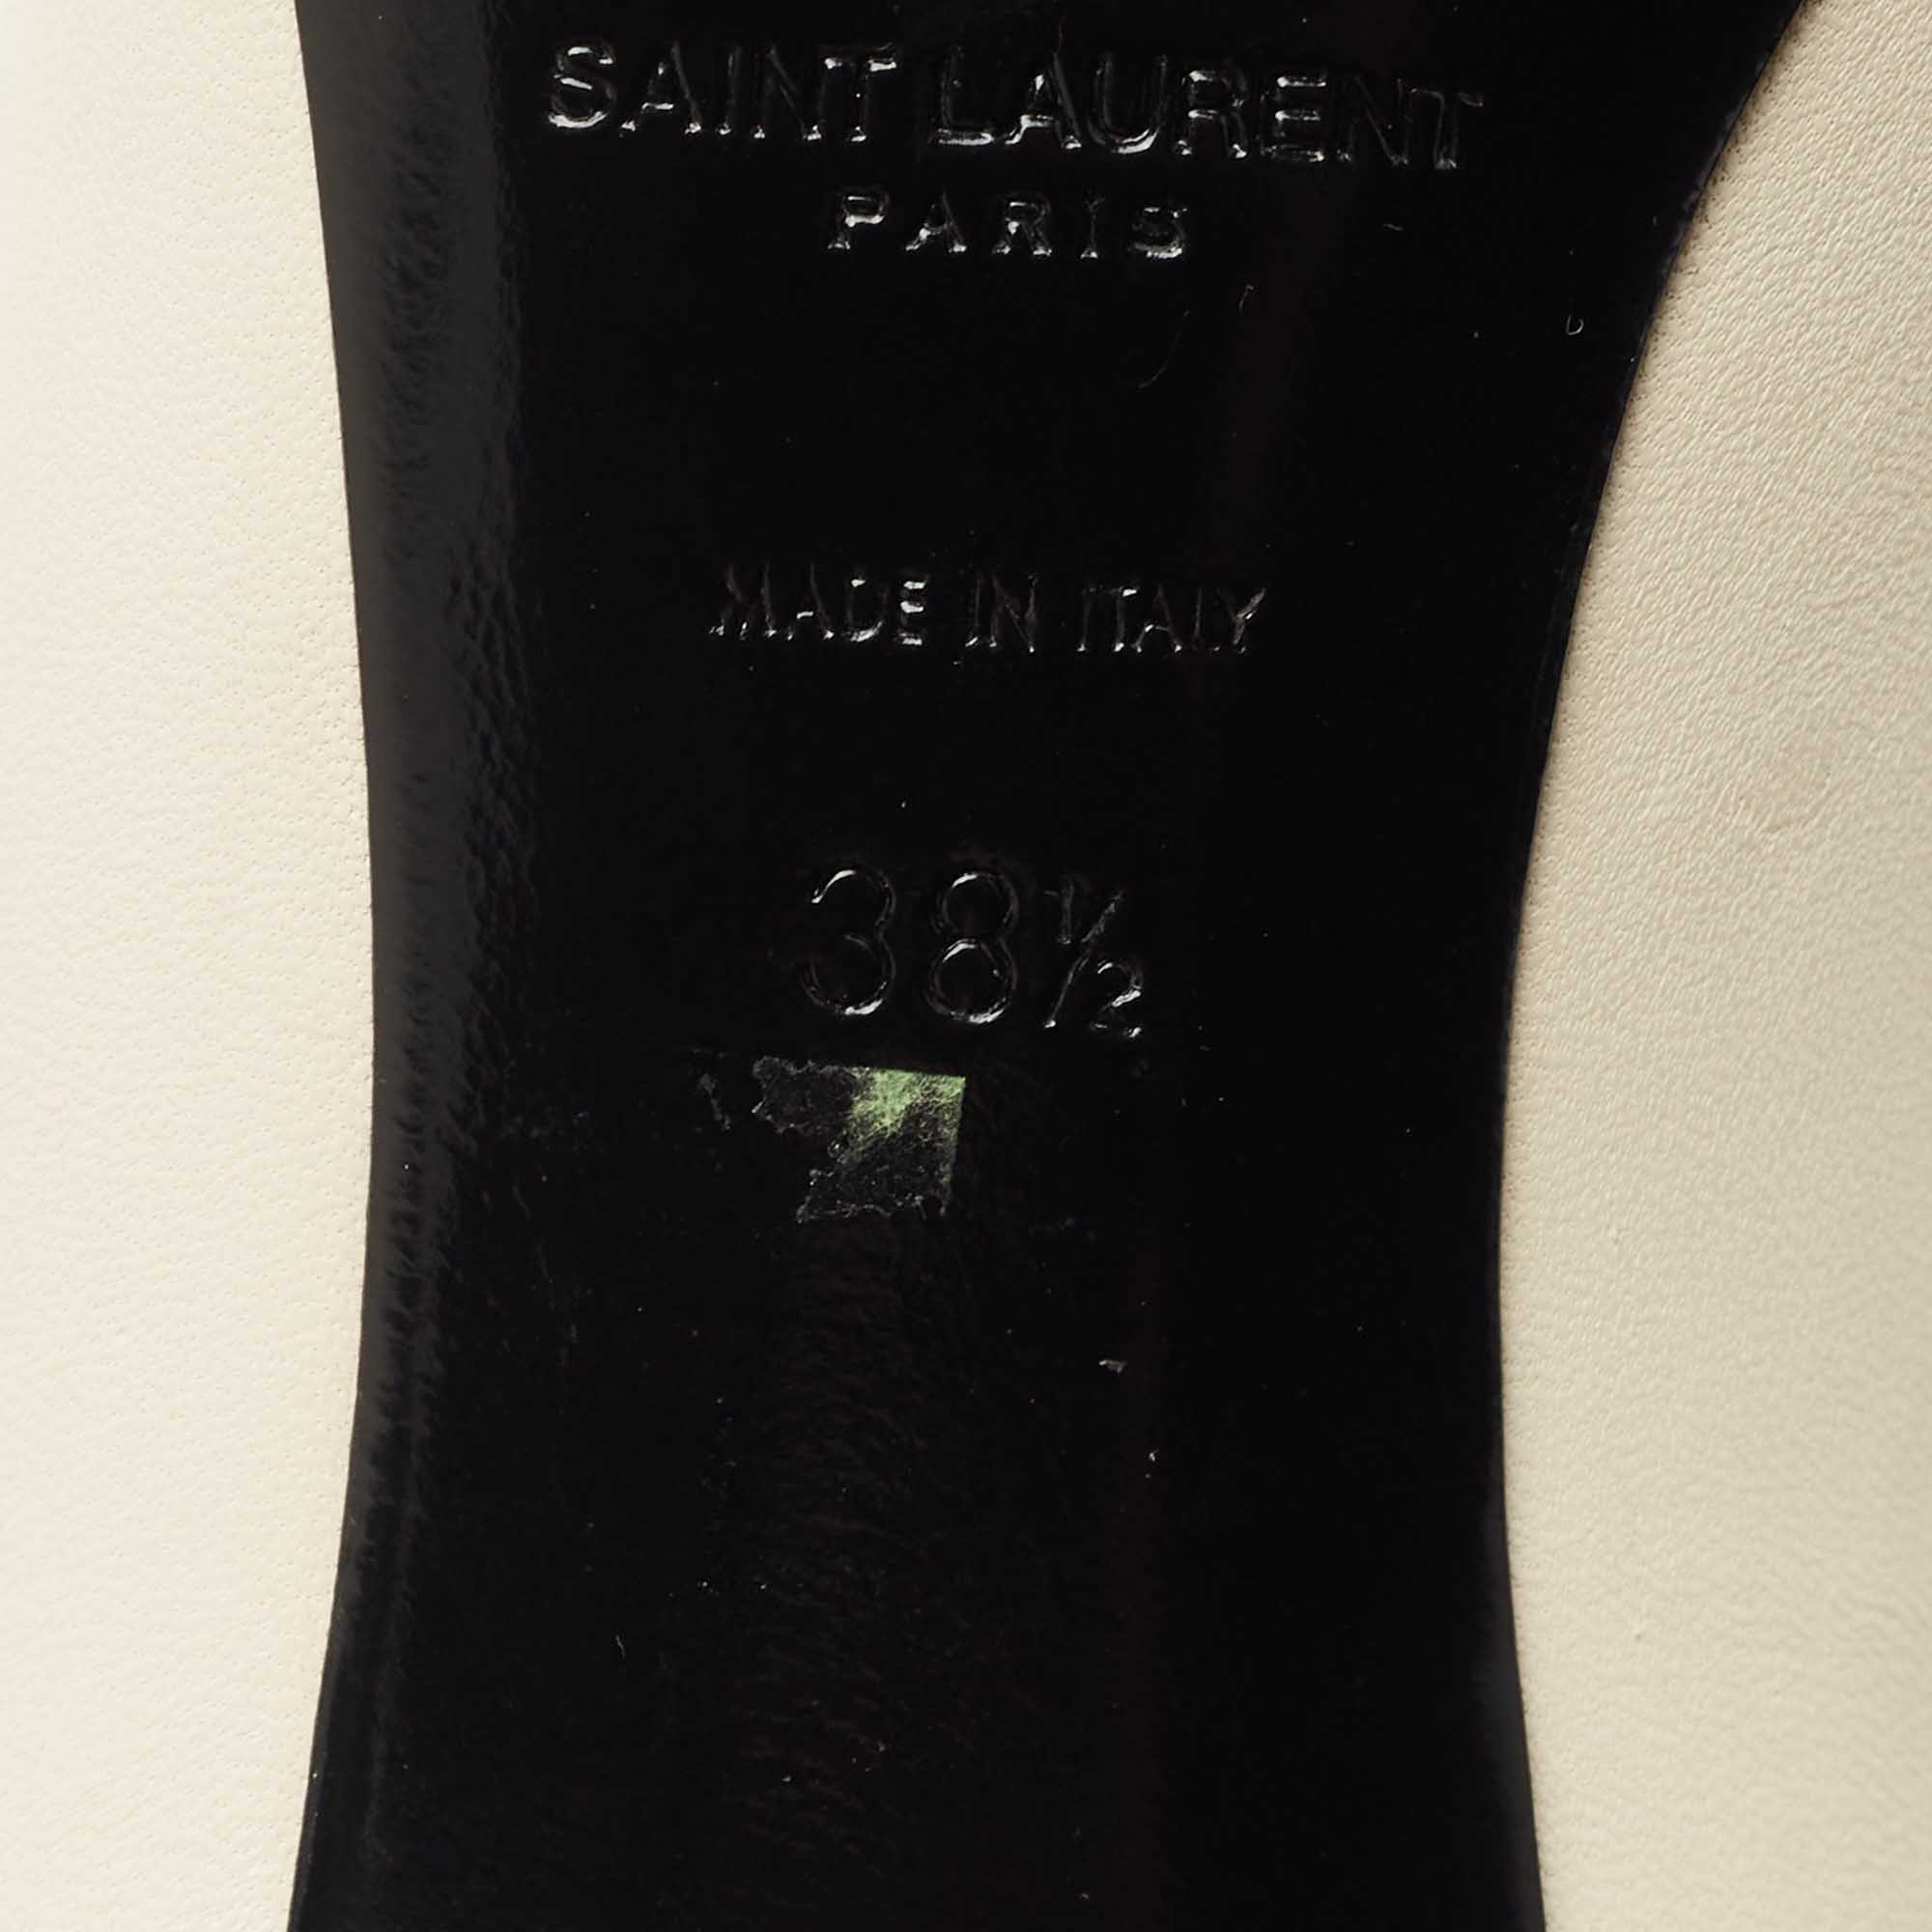 SAINT LAURENT
PARIS
MADE IN ITALY
38½